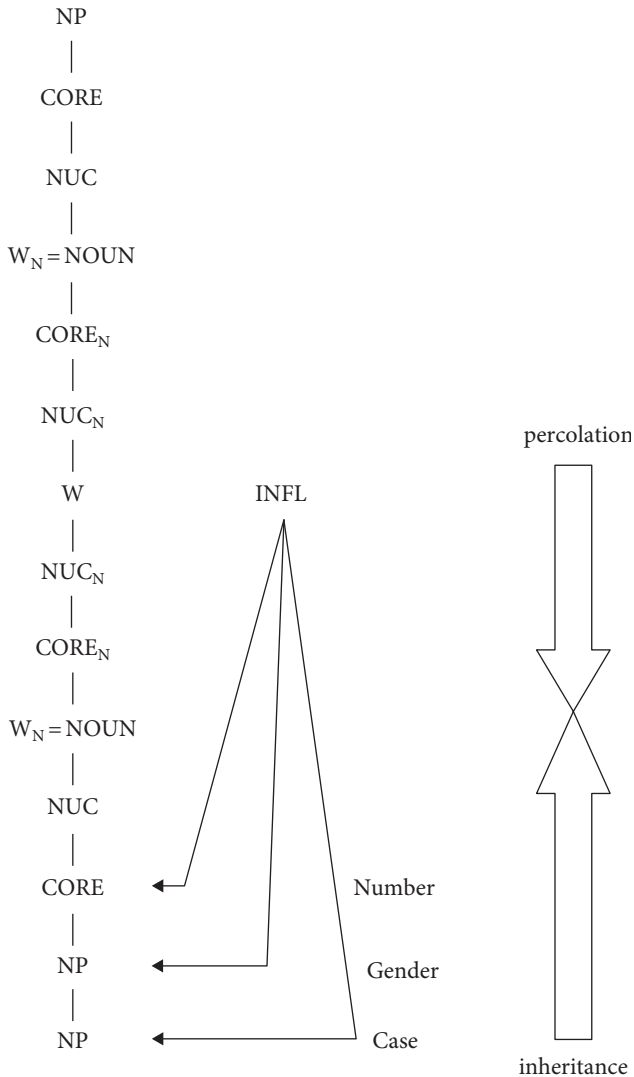 NP
CORE
NUC
W_N = NOUN
CORE_N
NUC_N
percolation
W INFL
NUC_N
CORE_N
W_N = NOUN
NUC
CORE Number
NP Gender
NP Case
inheritance